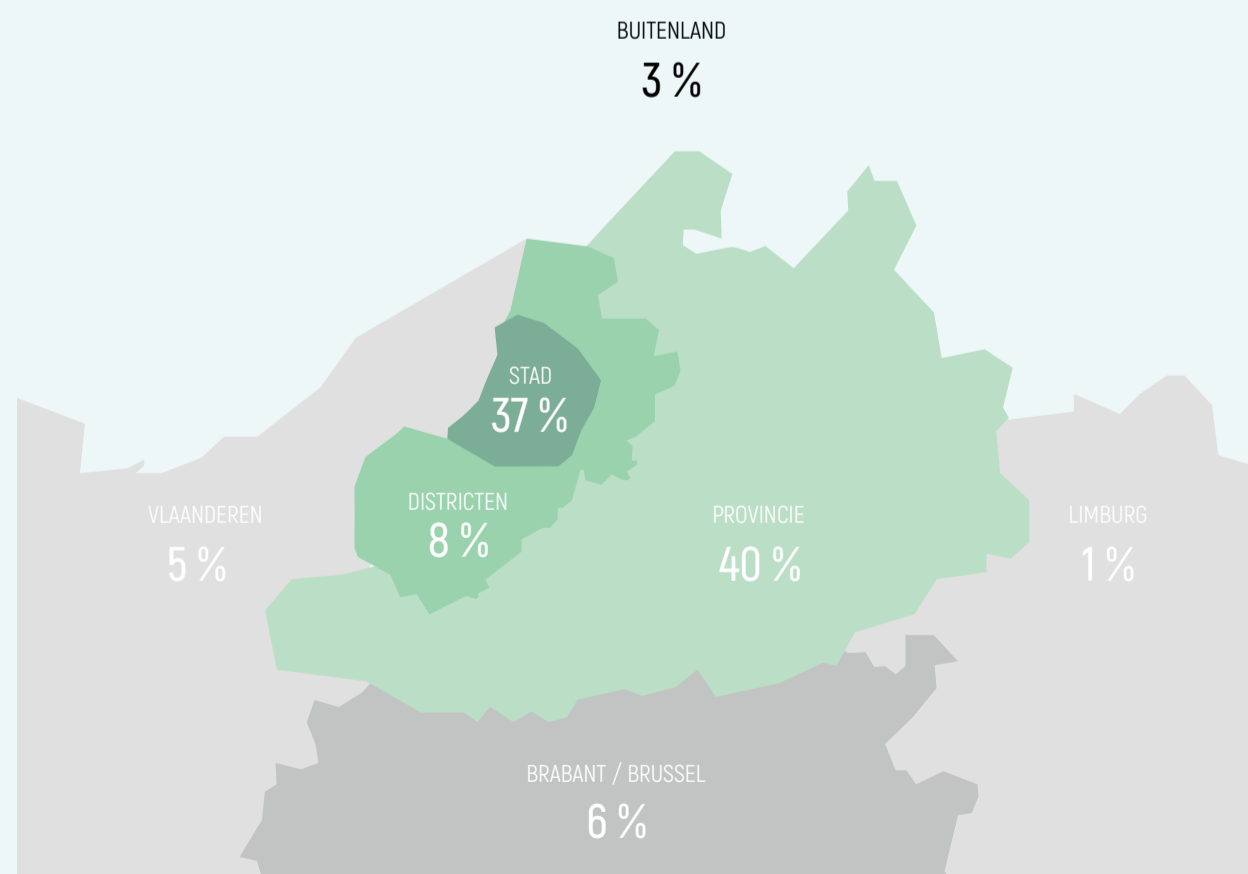 BUITENLAND
3 %
STAD
37 %
DISTRICTEN
8 %
VLAANDEREN
5 %
PROVINCIE
40 %
LIMBURG
1 %
BRABANT / BRUSSEL
6 %